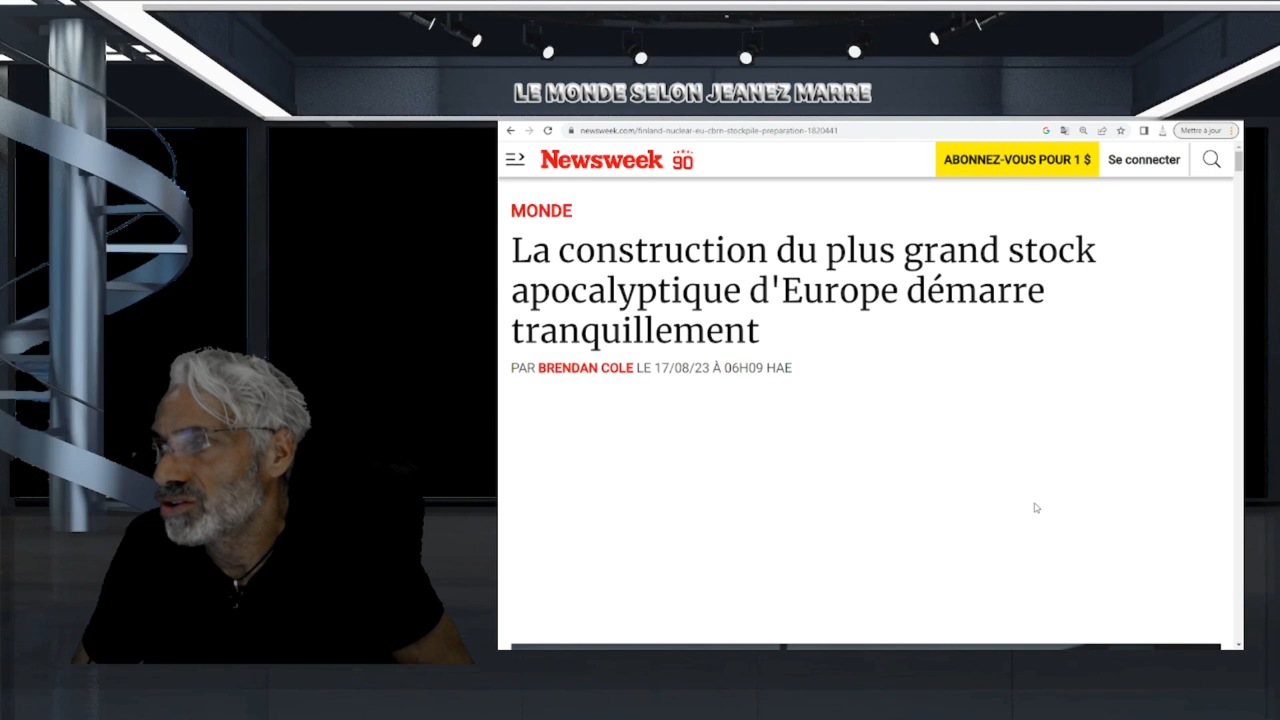 LE MONDE SELON JEANEZ MARRE
newsweek.com/finland-nuclear-eu-cbrn-stockpile-preparation-1820441
Mettre à jour
Newsweek 90
ABONNEZ-VOUS POUR 1 $
Se connecter
MONDE
La construction du plus grand stock
apocalyptique d'Europe démarre
tranquillement
PAR BRENDAN COLE LE 17/08/23 À 06H09 HAE